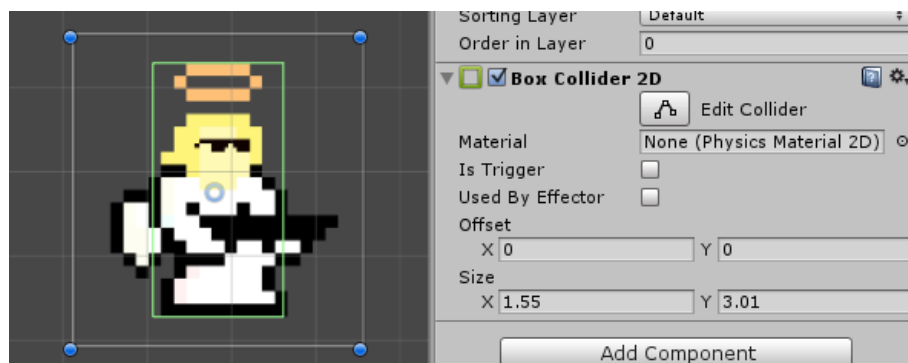 Sorting Layer Default
Order in Layer 0
Box Collider 2D
Edit Collider
Material None (Physics Material 2D)
Is Trigger
Used By Effector
Offset
X 0 Y 0
Size
X 1.55 Y 3.01
Add Component